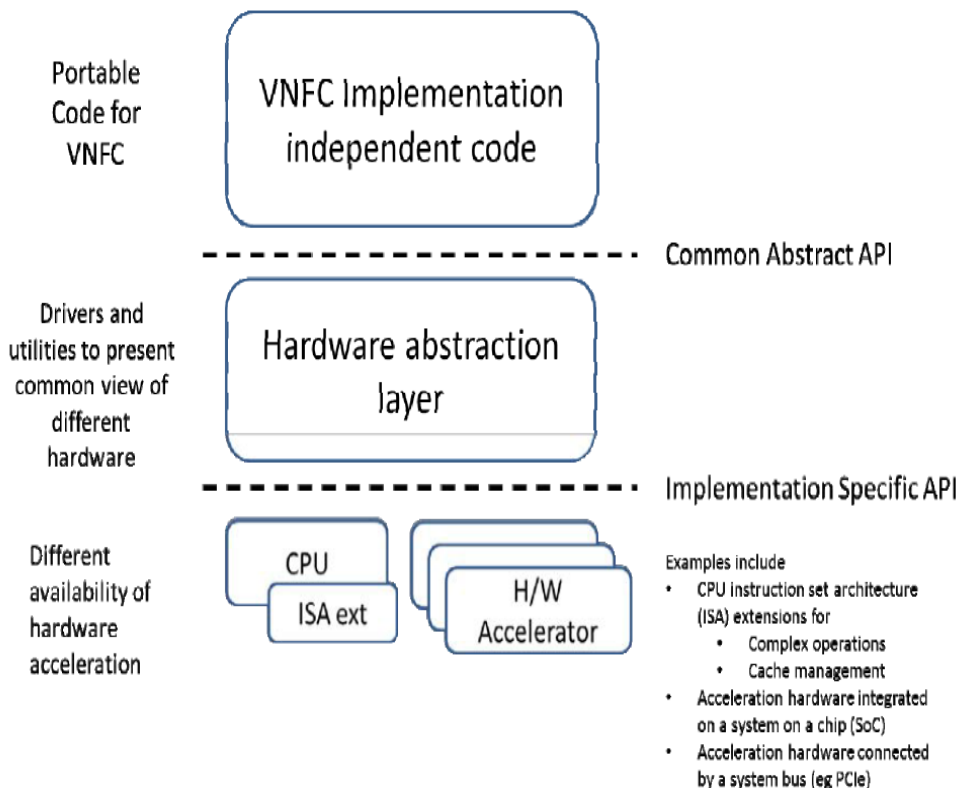 Portable
Code for
VNFC
VNFC Implementation
independent code
Common Abstract API
Drivers and
utilities to present
common view of
different
hardware
Hardware abstraction
layer
Implementation Specific API
Different
availability of
hardware
acceleration
CPU
ISA ext
H/W
Accelerator
Examples include
• CPU instruction set architecture
(ISA) extensions for
• Complex operations
• Cache management
• Acceleration hardware integrated
on a system on a chip (SoC)
• Acceleration hardware connected
by a system bus (eg PCIe)